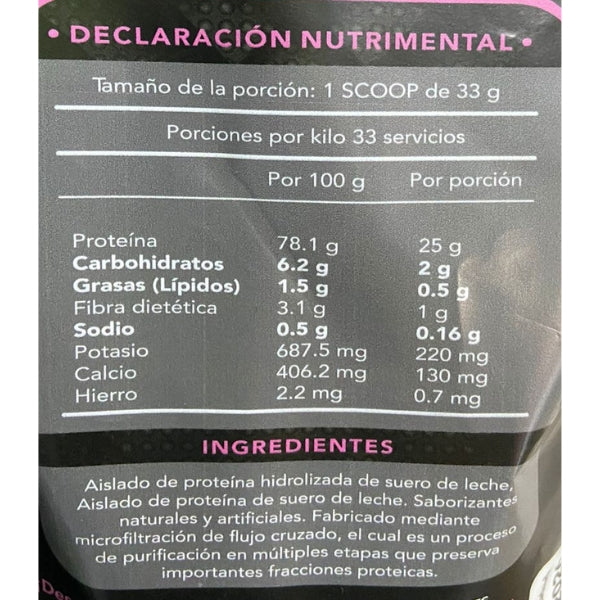 • DECLARACIÓN NUTRIMENTAL •
Tamaño de la porción: 1 SCOOP de 33 g
Porciones por kilo 33 servicios
Por 100 g Por porción
Proteína 78.1 g 25 g
Carbohidratos 6.2 g 2 g
Grasas (Lípidos) 1.5 g 0.5 g
Fibra dietética 3.1 g 1 g
Sodio 0.5 g 0.16 g
Potasio 687.5 mg 220 mg
Calcio 406.2 mg 130 mg
Hierro 2.2 mg 0.7 mg
INGREDIENTES
Aislado de proteína hidrolizada de suero de leche,
Aislado de proteína de suero de leche. Saborizantes
naturales y artificiales. Fabricado mediante
microfiltración de flujo cruzado, el cual es un proceso
de purificación en múltiples etapas que preserva
importantes fracciones proteicas.